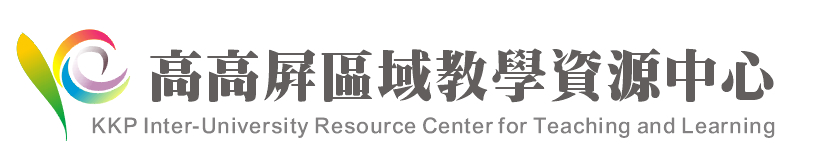 高高屏區域教學資源中心
KKP Inter-University Resource Center for Teaching and Learning